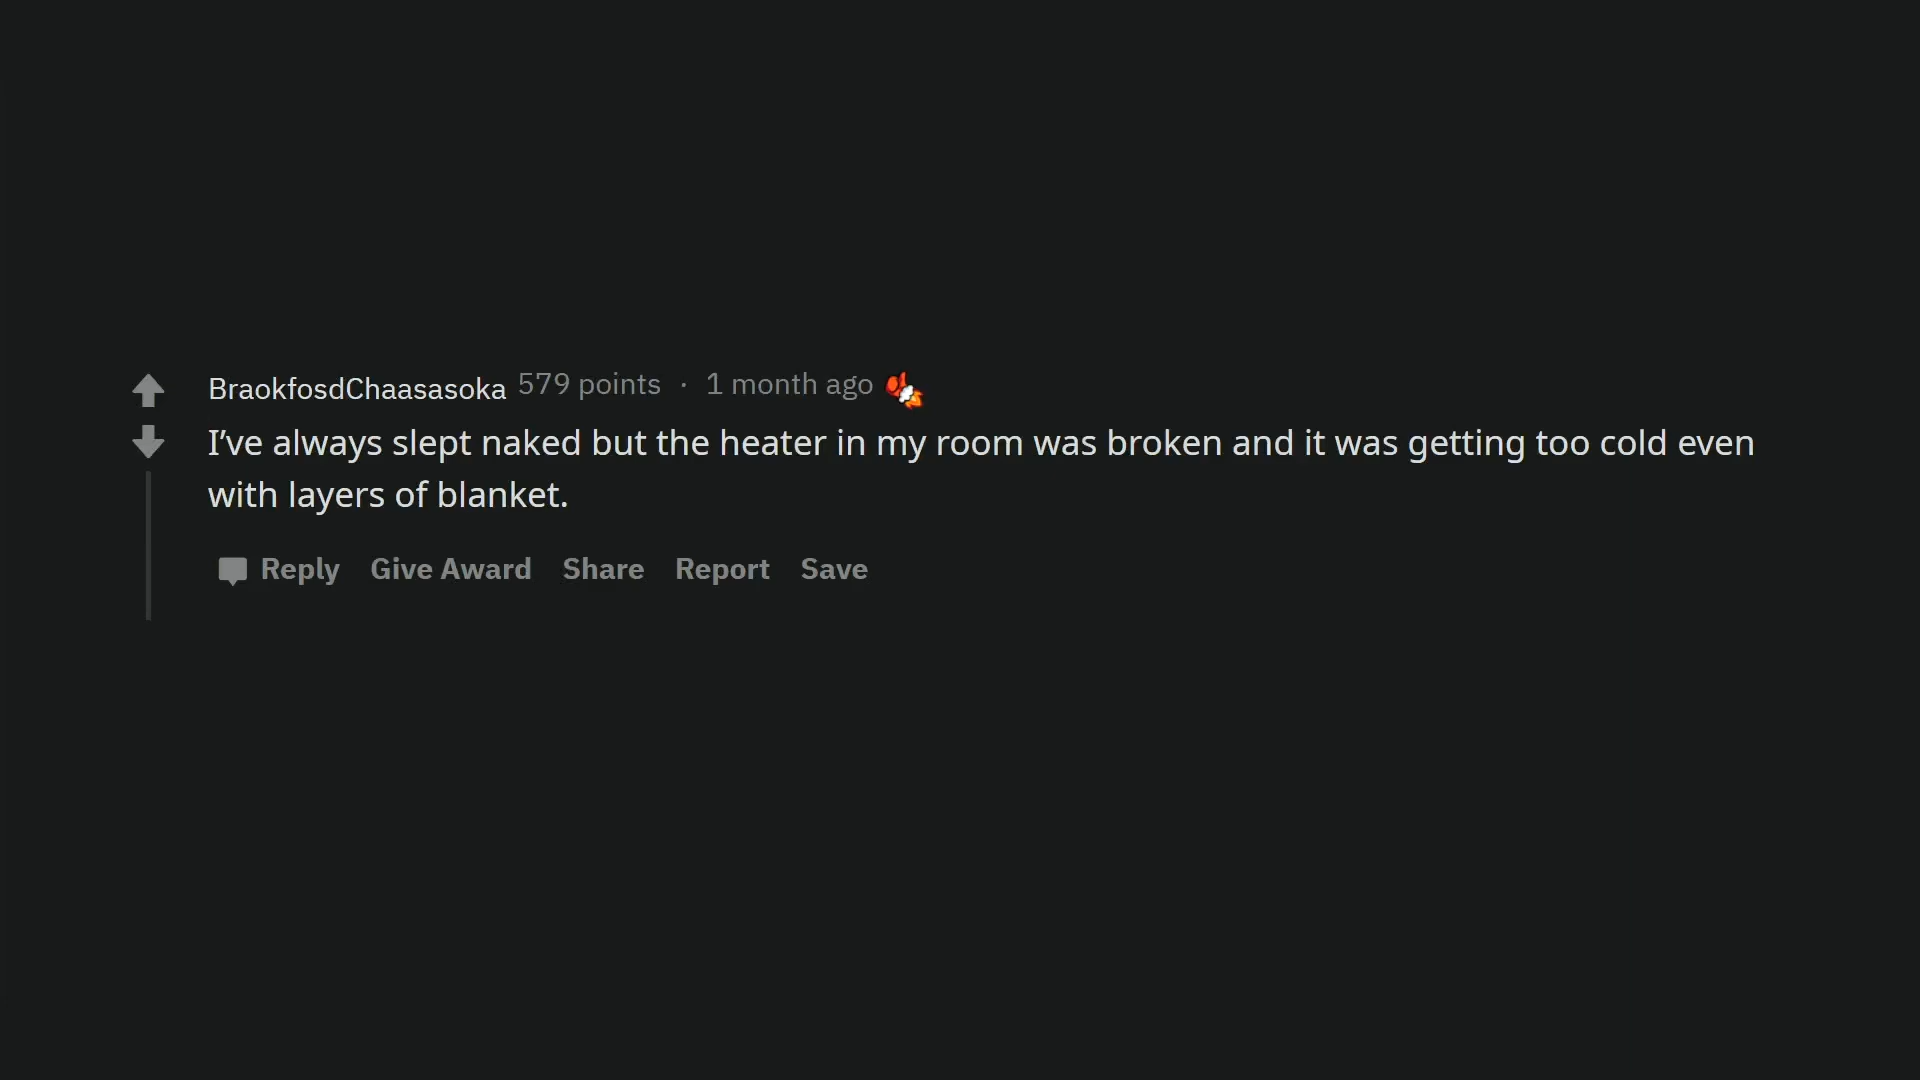 BraokfosdChaasasoka 579 points · 1 month ago
I’ve always slept naked but the heater in my room was broken and it was getting too cold even
with layers of blanket.
Reply Give Award Share Report Save